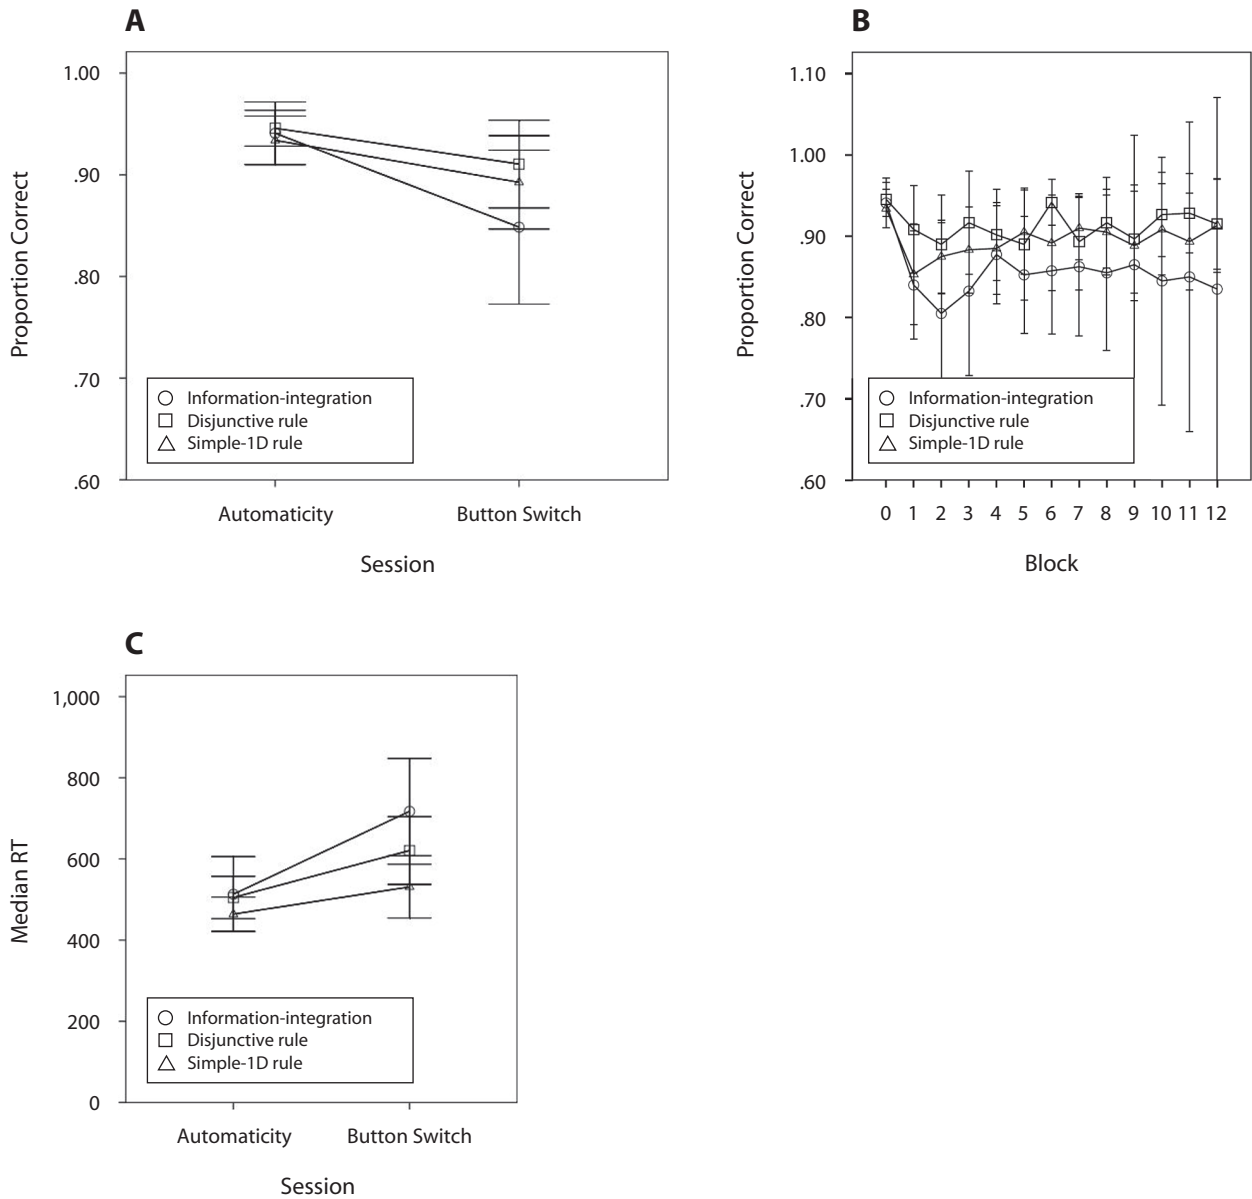 A
Proportion Correct
1.00
.90
.80
.70
.60
Information-integration
Disjunctive rule
Simple-1D rule
Automaticity
Button Switch
Session
B
Proportion Correct
1.10
1.00
.90
.80
.70
.60
Information-integration
Disjunctive rule
Simple-1D rule
0 1 2 3 4 5 6 7 8 9 10 11 12
Block
C
Median RT
1,000
800
600
400
200
0
Information-integration
Disjunctive rule
Simple-1D rule
Automaticity
Button Switch
Session